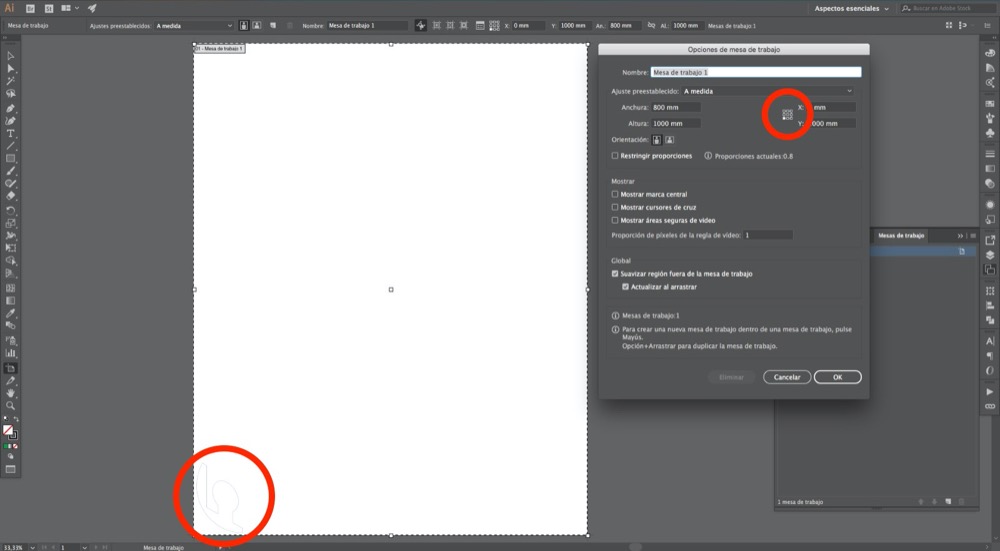 Ai Br St Aspectos esenciales Buscar en Adobe Stock
Mesa de trabajo Ajustes preestablecidos: A medida Nombre: Mesa de trabajo 1 X: 0 mm Y: 1000 mm An.: 800 mm Al.: 1000 mm Mesas de trabajo:1
01 - Mesa de trabajo 1
Opciones de mesa de trabajo
Nombre: Mesa de trabajo 1
Ajuste preestablecido: A medida
Anchura: 800 mm X: mm
Altura: 1000 mm Y: 000 mm
Orientación:
Restringir proporciones Proporciones actuales:0.8
Mostrar
Mostrar marca central
Mostrar cursores de cruz
Mostrar áreas seguras de vídeo
Proporción de píxeles de la regla de vídeo: 1
Global
Suavizar región fuera de la mesa de trabajo
Actualizar al arrastrar
Mesas de trabajo:1
Para crear una nueva mesa de trabajo dentro de una mesa de trabajo, pulse
Mayús.
Opción+Arrastrar para duplicar la mesa de trabajo.
Eliminar Cancelar OK
Mesas de trabajo
1 mesa de trabajo
33,33% 1 Mesa de trabajo